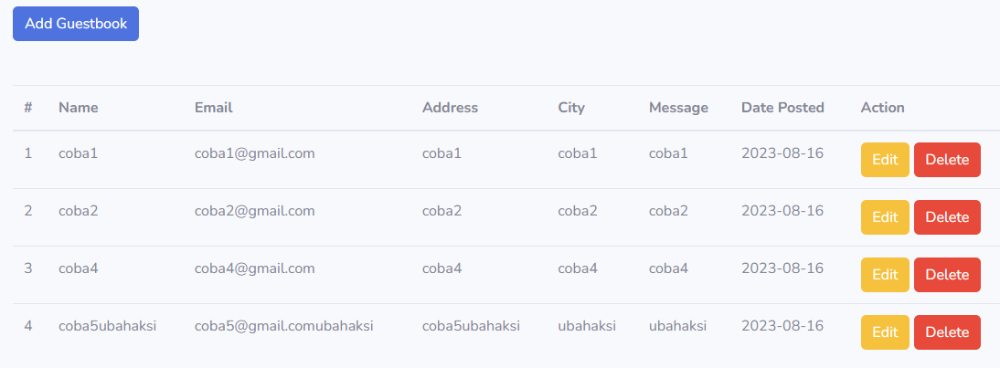 Add Guestbook
# Name Email Address City Message Date Posted Action
1 coba1 coba1@gmail.com coba1 coba1 coba1 2023-08-16 Edit Delete
2 coba2 coba2@gmail.com coba2 coba2 coba2 2023-08-16 Edit Delete
3 coba4 coba4@gmail.com coba4 coba4 coba4 2023-08-16 Edit Delete
4 coba5ubahaksi coba5@gmail.comubahaksi coba5ubahaksi ubahaksi ubahaksi 2023-08-16 Edit Delete